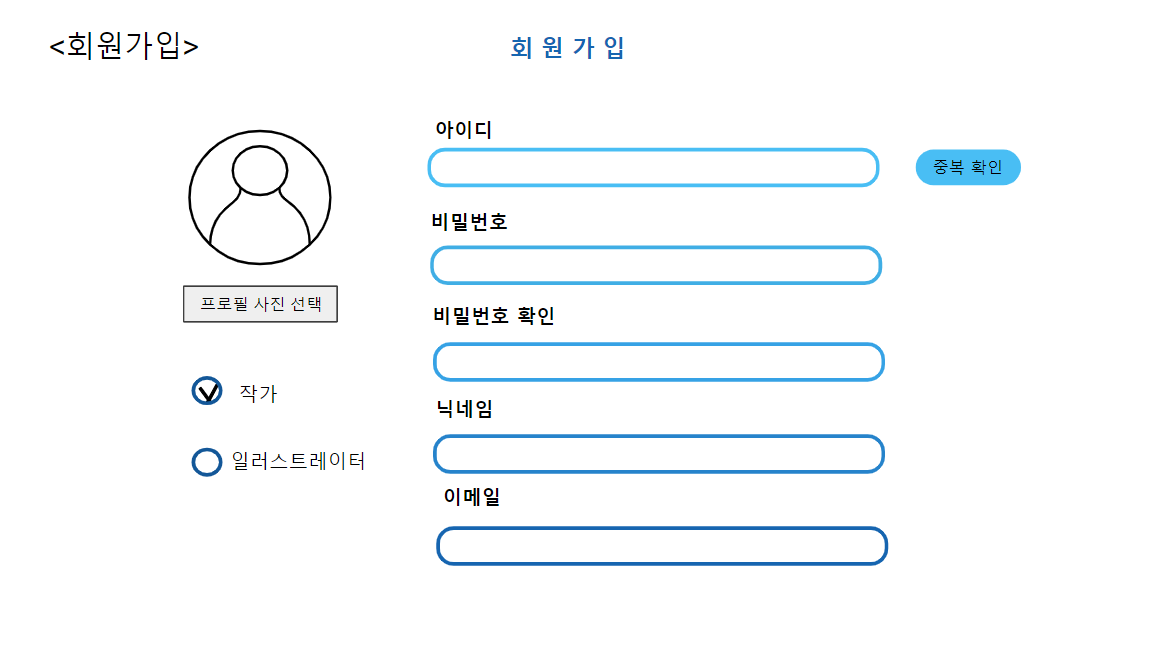 <회원가입>
회 원 가 입
아이디
중복 확인
비밀번호
프로필 사진 선택
비밀번호 확인
작가
닉네임
일러스트레이터
이메일